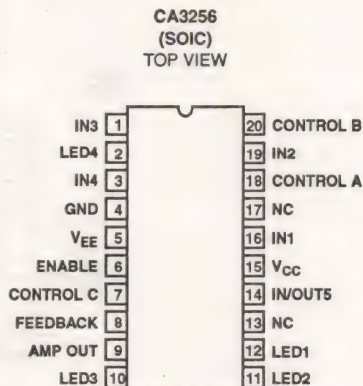 CA3256
(SOIC)
TOP VIEW
IN3 1
LED4 2
IN4 3
GND 4
VEE 5
ENABLE 6
CONTROL C 7
FEEDBACK 8
AMP OUT 9
LED3 10
20 CONTROL B
19 IN2
18 CONTROL A
17 NC
16 IN1
15 VCC
14 IN/OUT5
13 NC
12 LED1
11 LED2